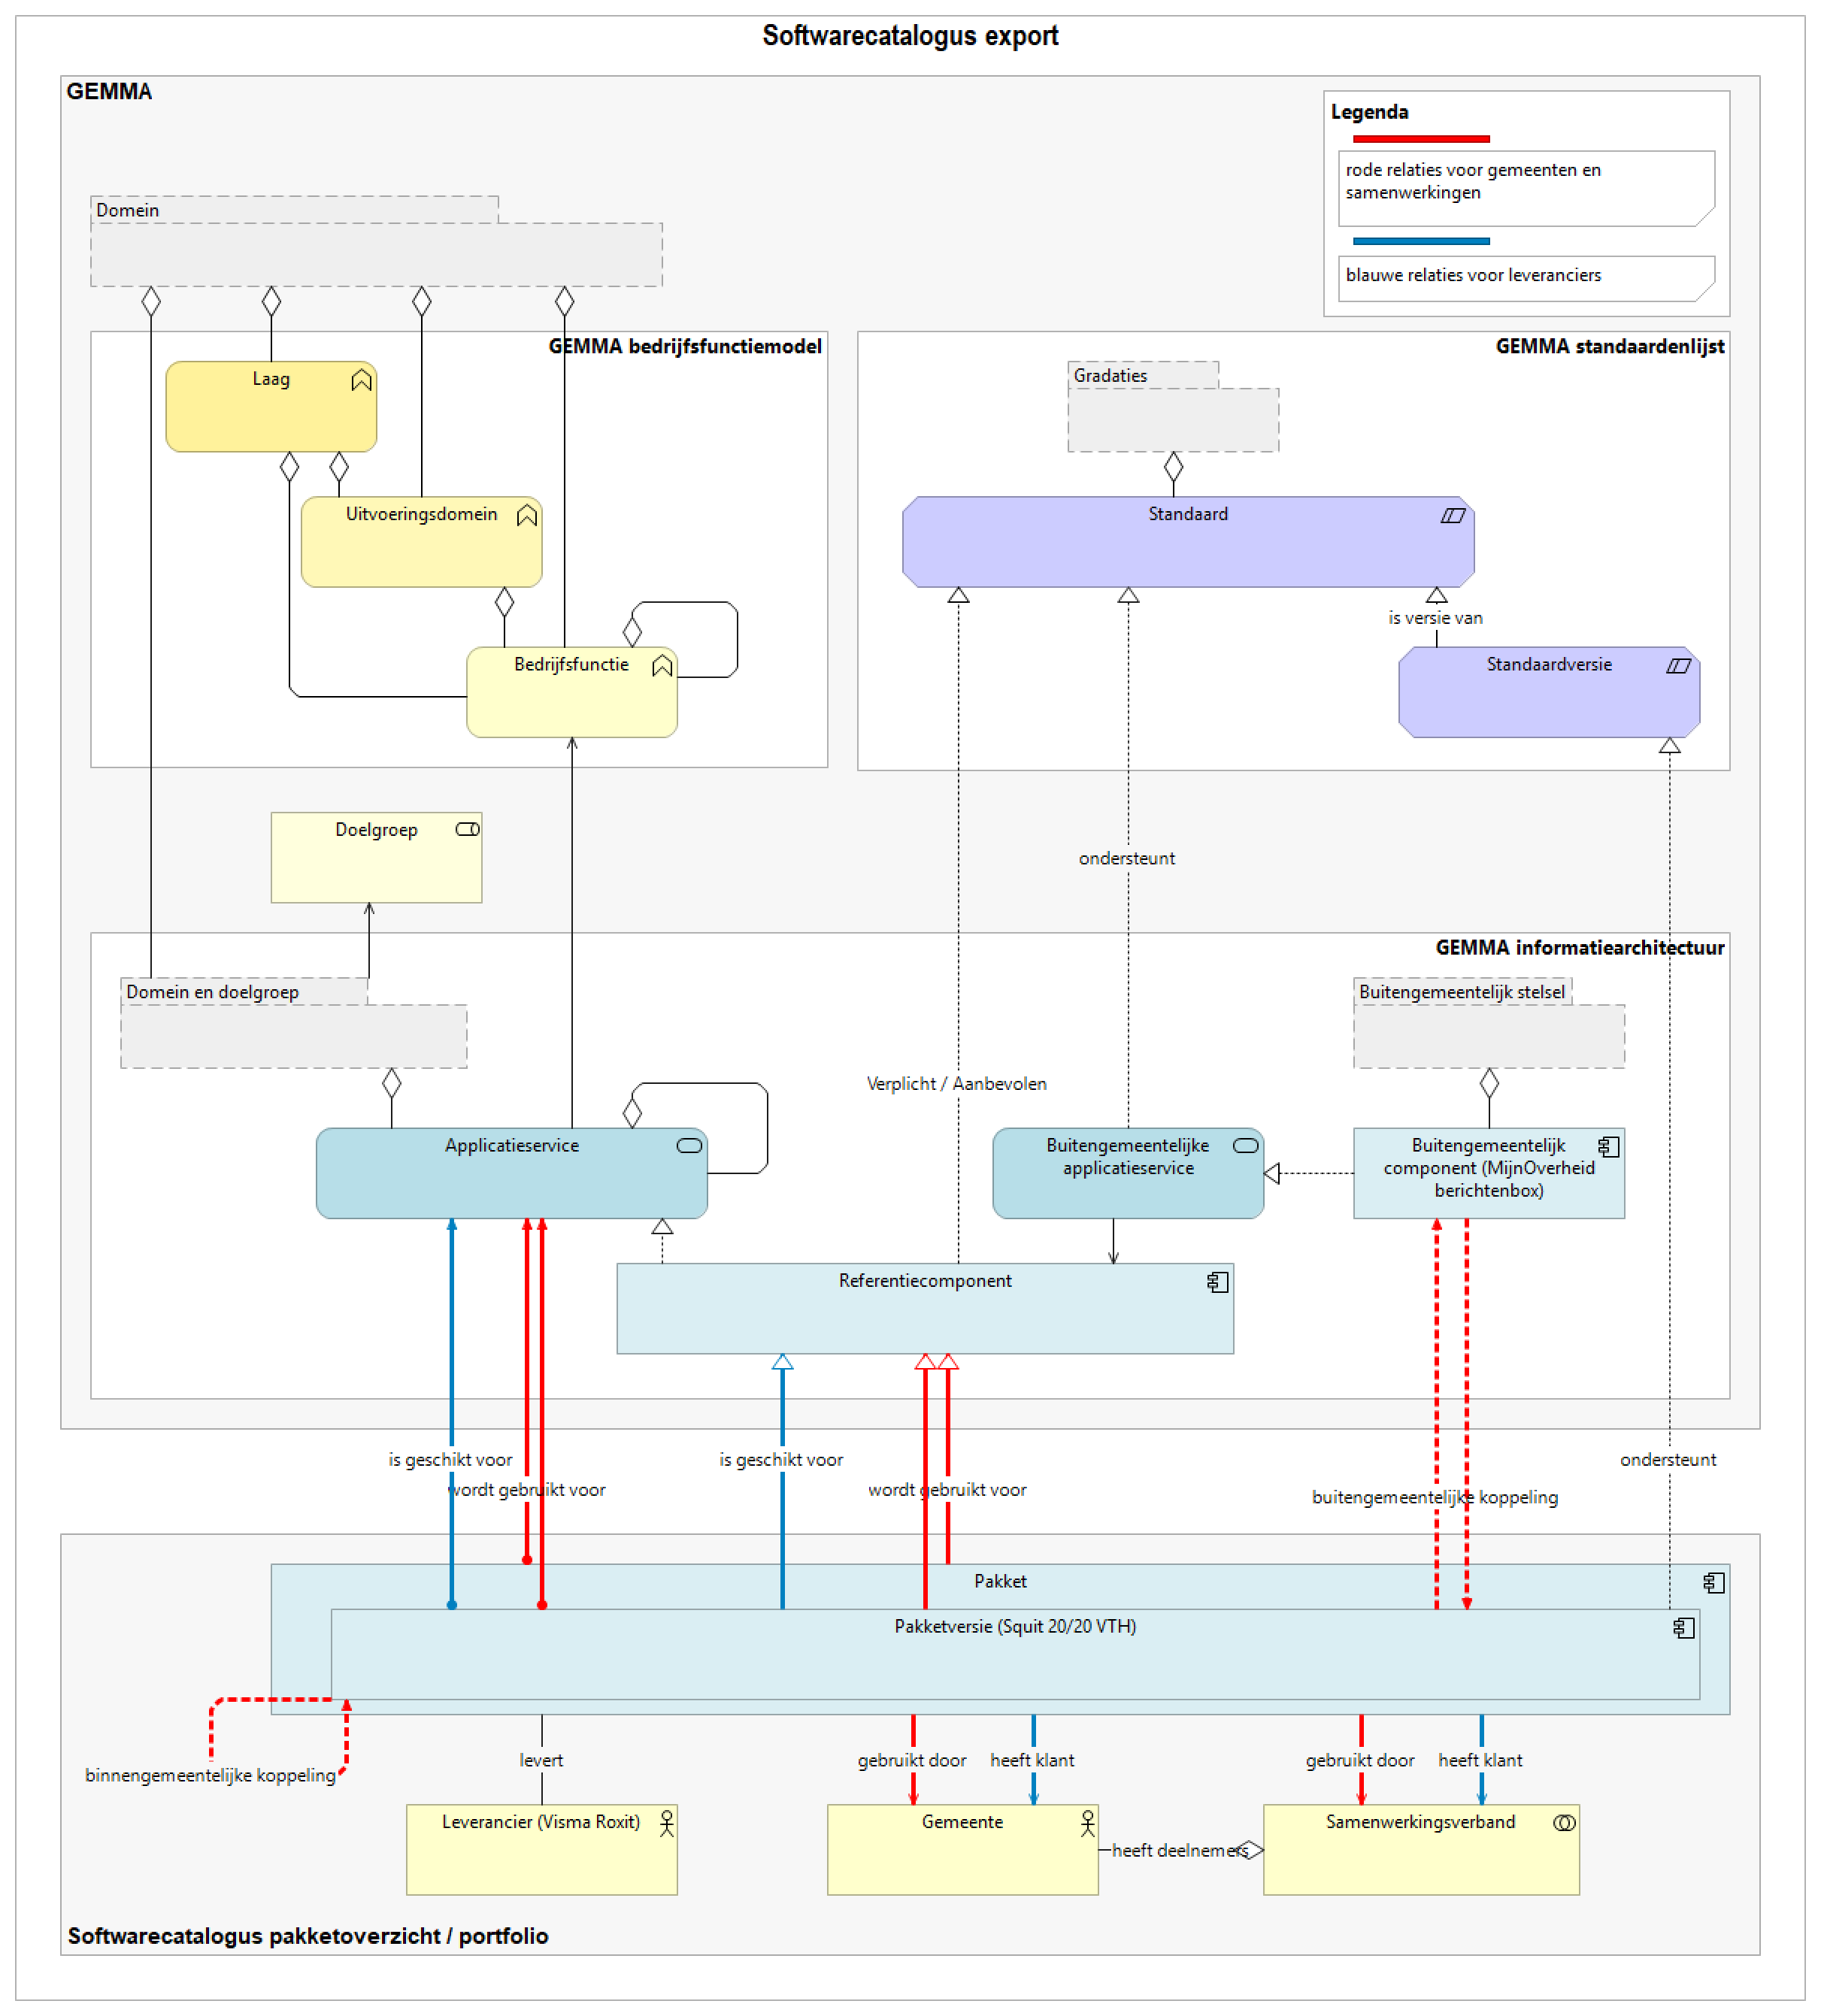 Softwarecatalogus export
GEMMA
Legenda
rode relaties voor gemeenten en
samenwerkingen
blauwe relaties voor leveranciers
Domein
GEMMA bedrijfsfunctiemodel
GEMMA standaardenlijst
Laag
Gradaties
Uitvoeringsdomein
Standaard
is versie van
Bedrijfsfunctie
Standaardversie
Doelgroep
ondersteunt
GEMMA informatiearchitectuur
Domein en doelgroep
Buitengemeentelijk stelsel
Verplicht / Aanbevolen
Applicatieservice
Buitengemeentelijke
applicatieservice
Buitengemeentelijk
component (MijnOverheid
berichtenbox)
Referentiecomponent
is geschikt voor
is geschikt voor
ondersteunt
wordt gebruikt voor
wordt gebruikt voor
buitengemeentelijke koppeling
Pakket
Pakketversie (Squit 20/20 VTH)
binnengemeentelijke koppeling
levert
gebruikt door
heeft klant
gebruikt door
heeft klant
Leverancier (Visma Roxit)
Gemeente
Samenwerkingsverband
heeft deelnemers
Softwarecatalogus pakketoverzicht / portfolio